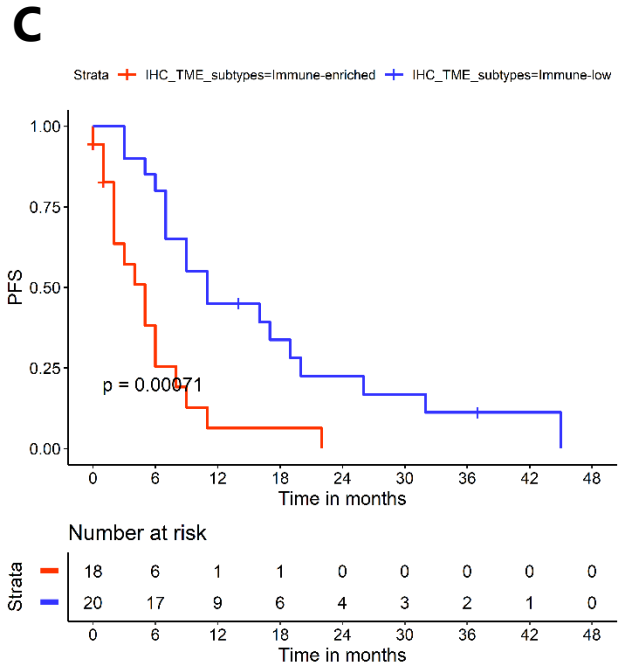 C
Strata IHC_TME_subtypes=Immune-enriched IHC_TME_subtypes=Immune-low
1.00
0.75
0.50
0.25
0.00
PFS
p = 0.00071
0 6 12 18 24 30 36 42 48
Time in months
Number at risk
Strata
18 6 1 1 0 0 0 0 0
20 17 9 6 4 3 2 1 0
0 6 12 18 24 30 36 42 48
Time in months